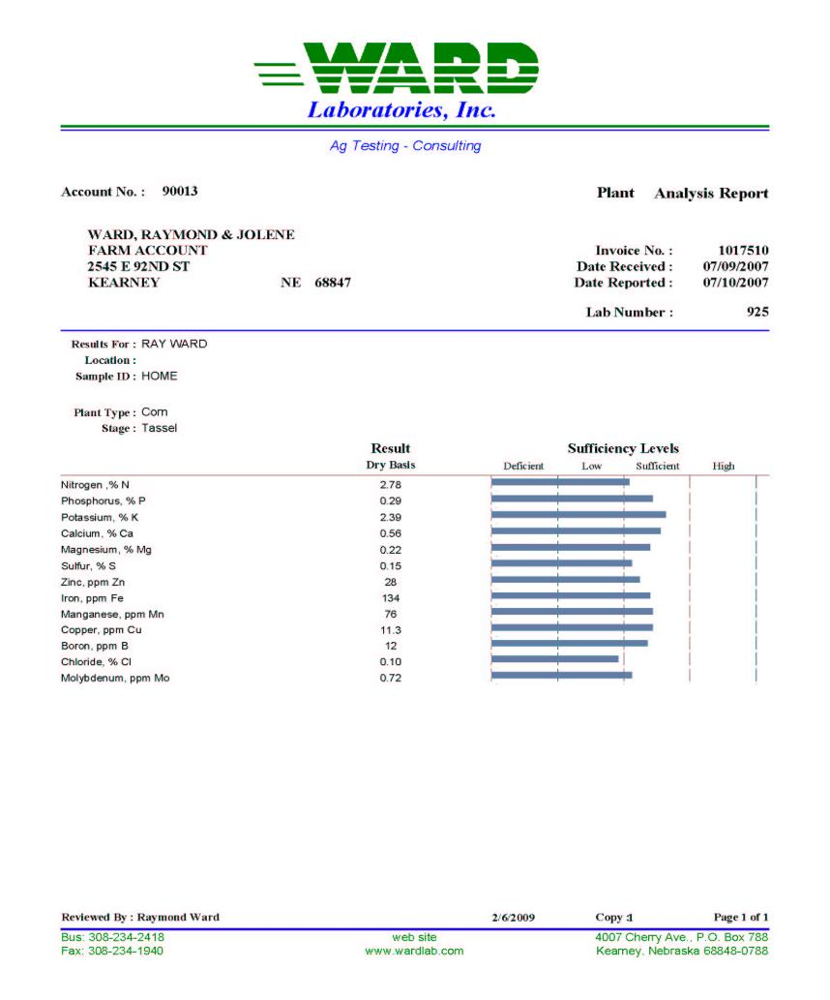 WARD
Laboratories, Inc.
Ag Testing - Consulting
Account No. : 90013
Plant Analysis Report
WARD, RAYMOND & JOLENE
FARM ACCOUNT
2545 E 92ND ST
KEARNEY NE 68847
Invoice No. : 1017510
Date Received : 07/09/2007
Date Reported : 07/10/2007
Lab Number : 925
Results For : RAY WARD
Location :
Sample ID : HOME
Plant Type : Corn
Stage : Tassel
Result Sufficiency Levels
Dry Basis Deficient Low Sufficient High
Nitrogen ,% N 2.78
Phosphorus, % P 0.29
Potassium, % K 2.39
Calcium, % Ca 0.56
Magnesium, % Mg 0.22
Sulfur, % S 0.15
Zinc, ppm Zn 28
Iron, ppm Fe 134
Manganese, ppm Mn 76
Copper, ppm Cu 11.3
Boron, ppm B 12
Chloride, % Cl 0.10
Molybdenum, ppm Mo 0.72
Reviewed By : Raymond Ward 2/6/2009 Copy :1 Page 1 of 1
Bus: 308-234-2418 web site 4007 Cherry Ave., P.O. Box 788
Fax: 308-234-1940 www.wardlab.com Kearney, Nebraska 68848-0788